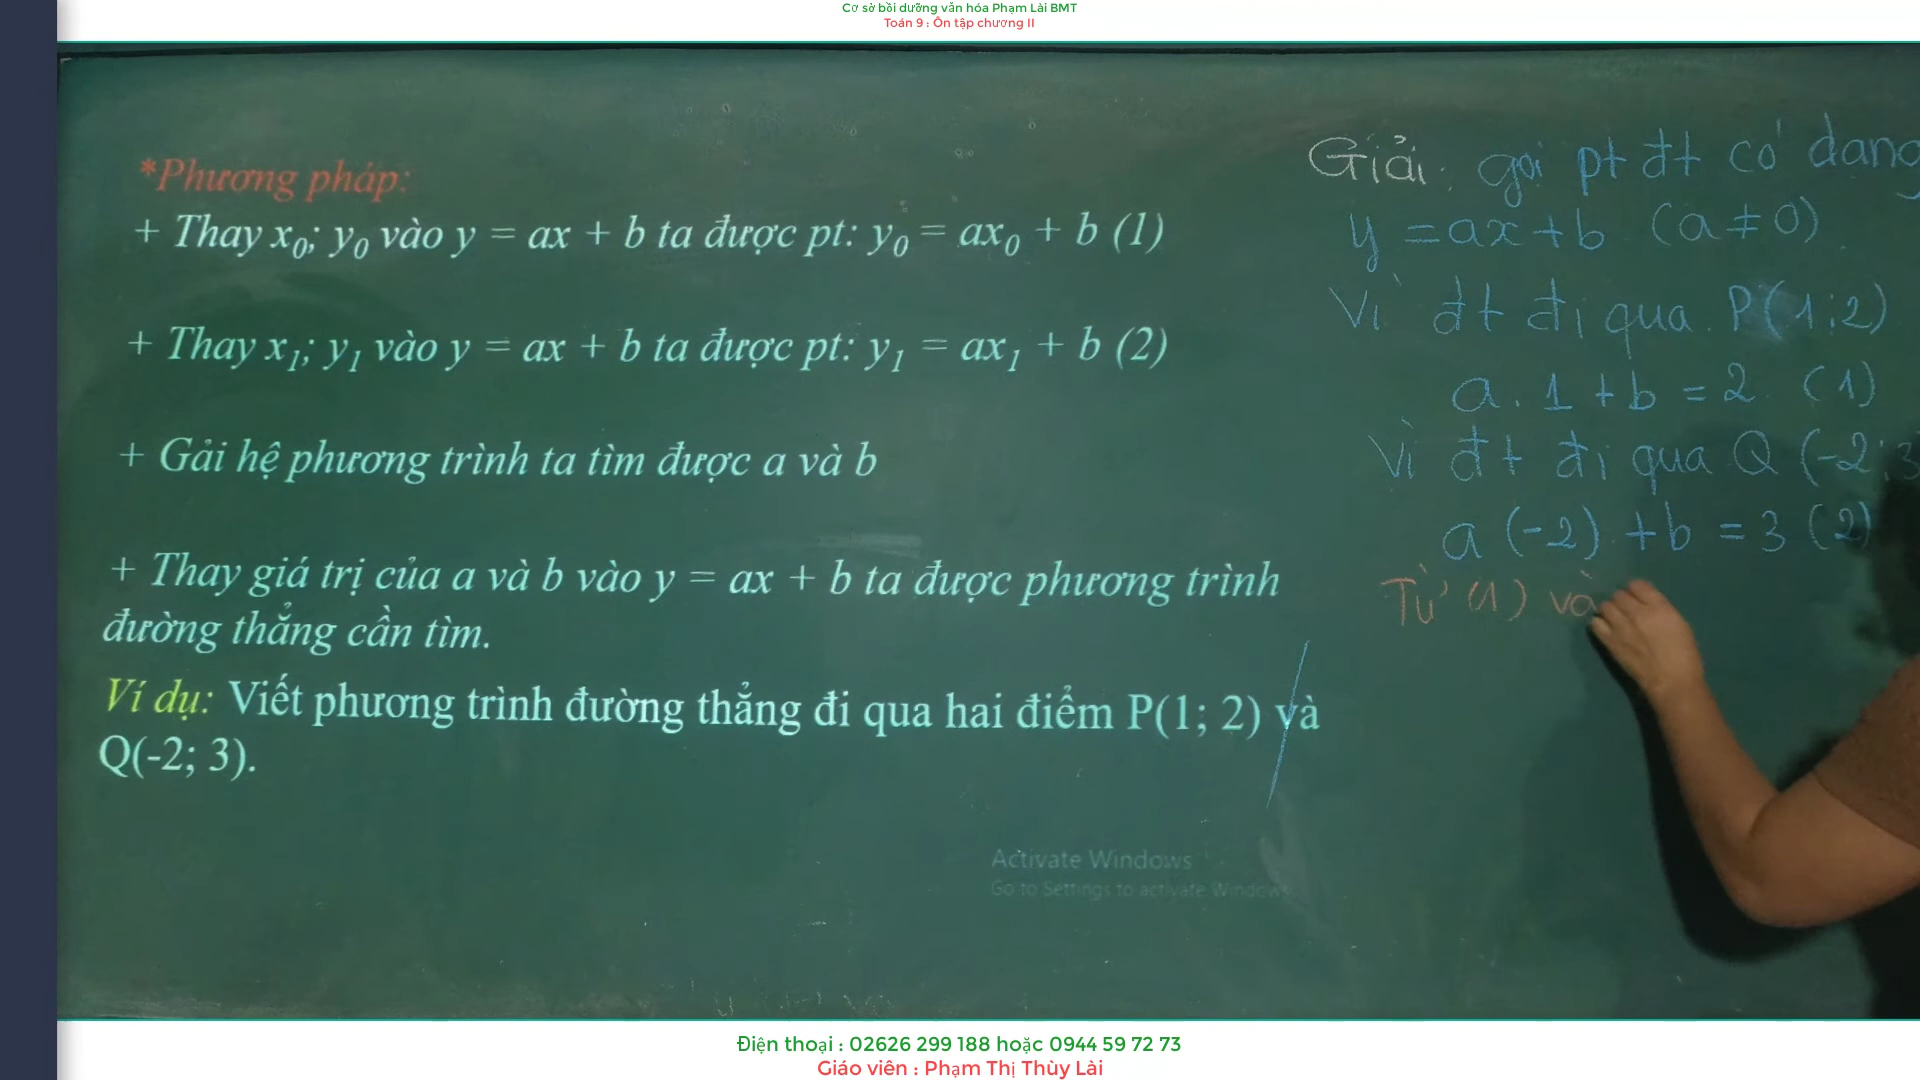 Cơ sở bồi dưỡng văn hóa Phạm Lài BMT
Toán 9 : Ôn tập chương II
*Phương pháp:
+ Thay x₀; y₀ vào y = ax + b ta được pt: y₀ = ax₀ + b (1)
+ Thay x₁; y₁ vào y = ax + b ta được pt: y₁ = ax₁ + b (2)
+ Gải hệ phương trình ta tìm được a và b
+ Thay giá trị của a và b vào y = ax + b ta được phương trình
đường thẳng cần tìm.
Ví dụ: Viết phương trình đường thẳng đi qua hai điểm P(1; 2) và
Q(-2; 3).
Giải: gọi pt đt có dạng
y = ax + b (a ≠ 0)
Vì đt đi qua P(1;2)
a. 1 + b = 2 (1)
Vì đt đi qua Q (-2; 3
a (-2) + b = 3 (2)
Từ (1) và
Activate Windows
Go to Settings to activate Windows
Điện thoại : 02626 299 188 hoặc 0944 59 72 73
Giáo viên : Phạm Thị Thùy Lài